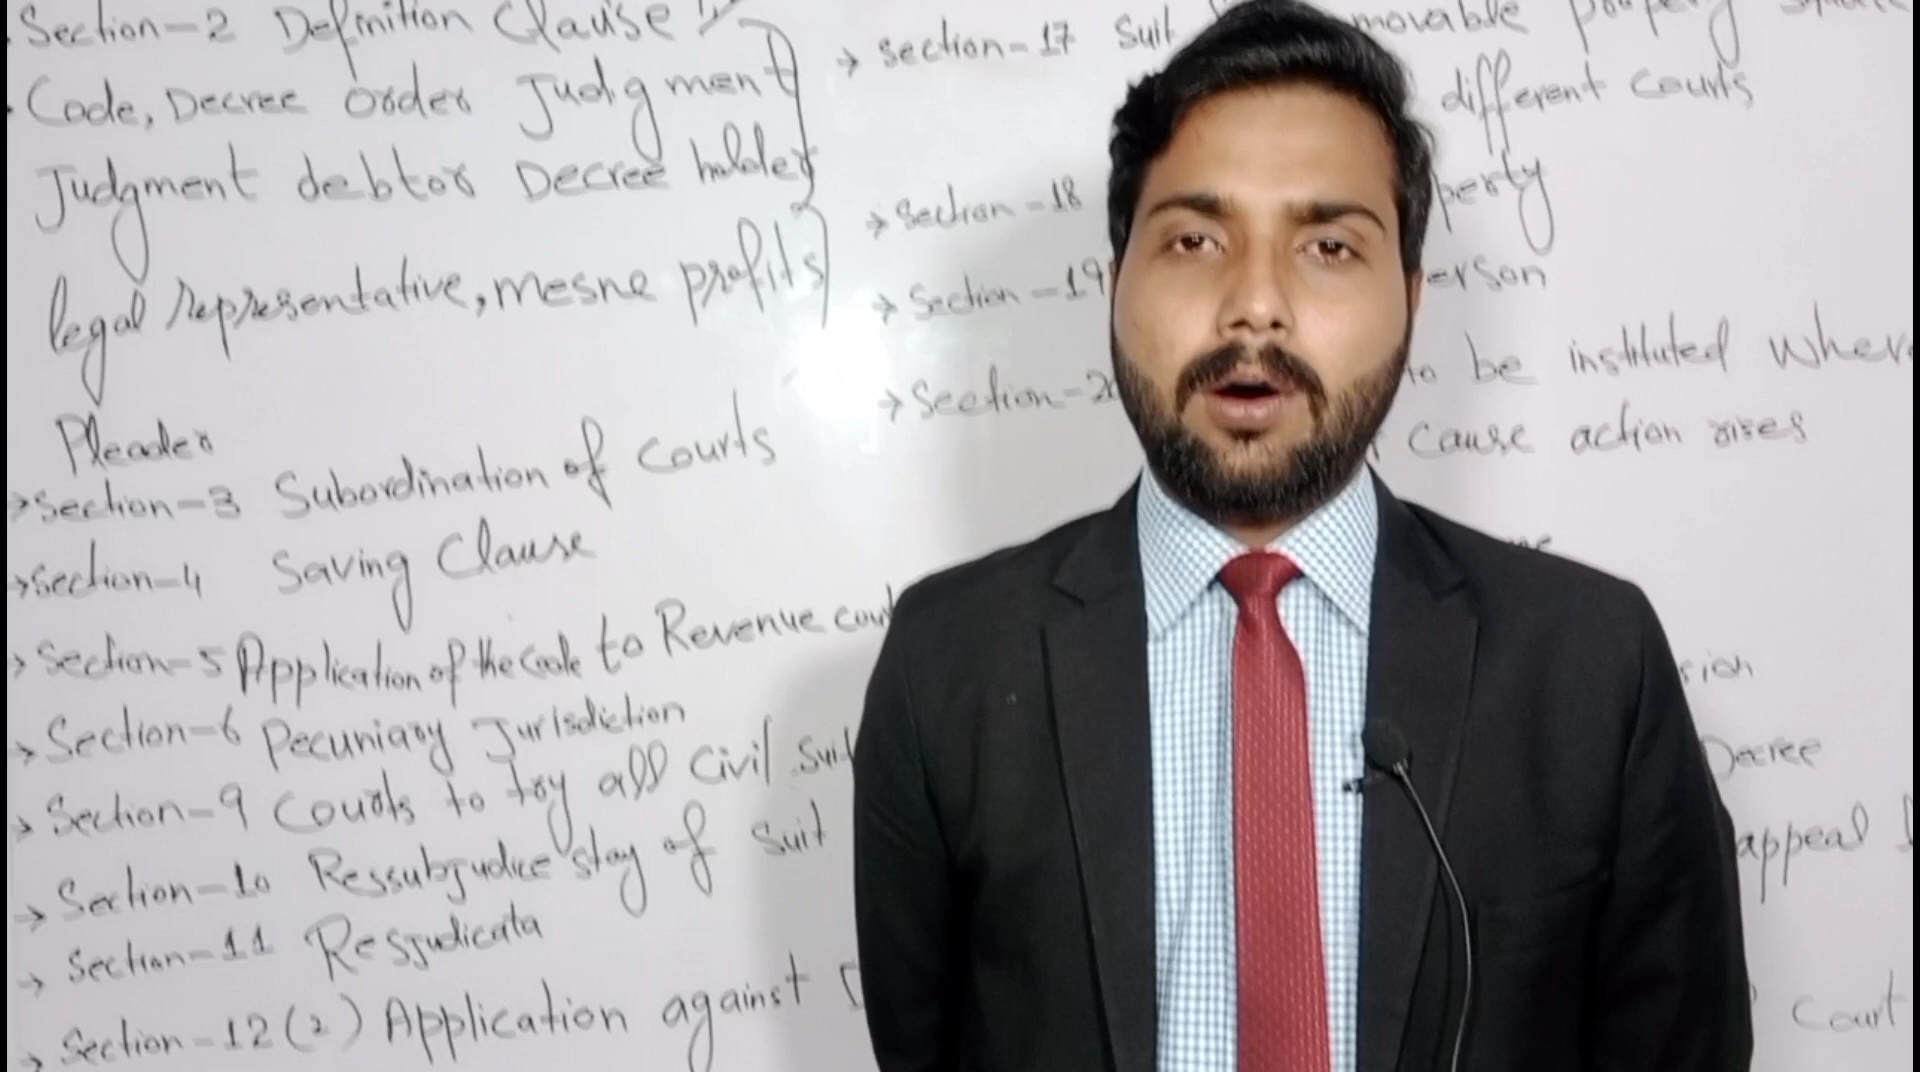 Section-2 Definition Clause
Code, Decree order Judgment
Judgment debtor Decree holder
legal representative, mesne profits
Pleader
→Section-3 Subordination of Courts
→Section-4 Saving Clause
→Section-5 Application of the Code to Revenue
→Section-6 Pecuniary Jurisdiction
→Section-9 Courts to try all Civil
→Section-10 Ressubjudice stay of Suit
→Section-11 Resjudicata
→Section-12(2) Application against
→ Section-17 Suit movable
different Courts
→ Section-18
→ Section-19
→ Section-
be instituted Where
cause action rises
Decree
appeal
Court